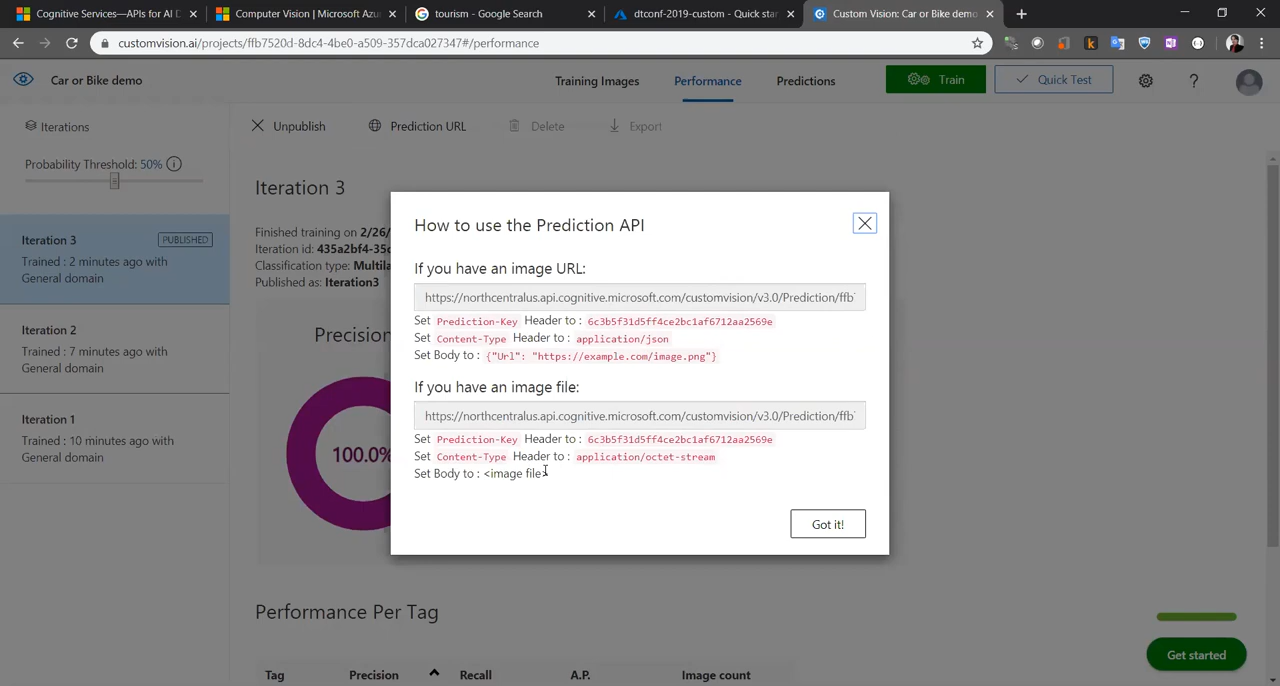 Cognitive Services—APIs for AI D
Computer Vision | Microsoft Azu
tourism - Google Search
dtconf-2019-custom - Quick star
Custom Vision: Car or Bike demo
customvision.ai/projects/ffb7520d-8dc4-4be0-a509-357dca027347#/performance
Car or Bike demo
Training Images
Performance
Predictions
Train
Quick Test
Iterations
Unpublish
Prediction URL
Delete
Export
Probability Threshold: 50%
Iteration 3
PUBLISHED
Trained : 2 minutes ago with
General domain
Iteration 2
Trained : 7 minutes ago with
General domain
Iteration 1
Trained : 10 minutes ago with
General domain
Iteration 3
Finished training on 2/26/
Iteration id: 435a2bf4-35
Classification type: Multila
Published as: Iteration3
Precision
100.0%
How to use the Prediction API
If you have an image URL:
https://northcentralus.api.cognitive.microsoft.com/customvision/v3.0/Prediction/ffb
Set Prediction-Key Header to : 6c3b5f31d5ff4ce2bc1af6712aa2569e
Set Content-Type Header to : application/json
Set Body to : {"Url": "https://example.com/image.png"}
If you have an image file:
https://northcentralus.api.cognitive.microsoft.com/customvision/v3.0/Prediction/ffb
Set Prediction-Key Header to : 6c3b5f31d5ff4ce2bc1af6712aa2569e
Set Content-Type Header to : application/octet-stream
Set Body to : <image file>
Got it!
Performance Per Tag
Tag
Precision
Recall
A.P.
Image count
Get started